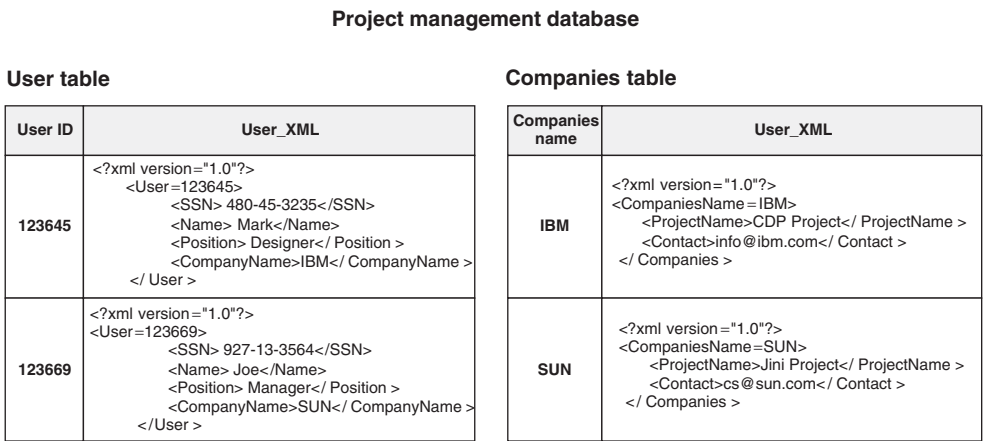 Project management database
User table
User ID
User_XML
123645
<?xml version="1.0"?>
<User=123645>
<SSN> 480-45-3235</SSN>
<Name> Mark</Name>
<Position> Designer</ Position >
<CompanyName>IBM</ CompanyName >
</ User >
123669
<?xml version="1.0"?>
<User=123669>
<SSN> 927-13-3564</SSN>
<Name> Joe</Name>
<Position> Manager</ Position >
<CompanyName>SUN</ CompanyName >
</User >
Companies table
Companies
name
User_XML
IBM
<?xml version="1.0"?>
<CompaniesName=IBM>
<ProjectName>CDP Project</ ProjectName >
<Contact>info@ibm.com</ Contact >
</ Companies >
SUN
<?xml version="1.0"?>
<CompaniesName=SUN>
<ProjectName>Jini Project</ ProjectName >
<Contact>cs@sun.com</ Contact >
</ Companies >